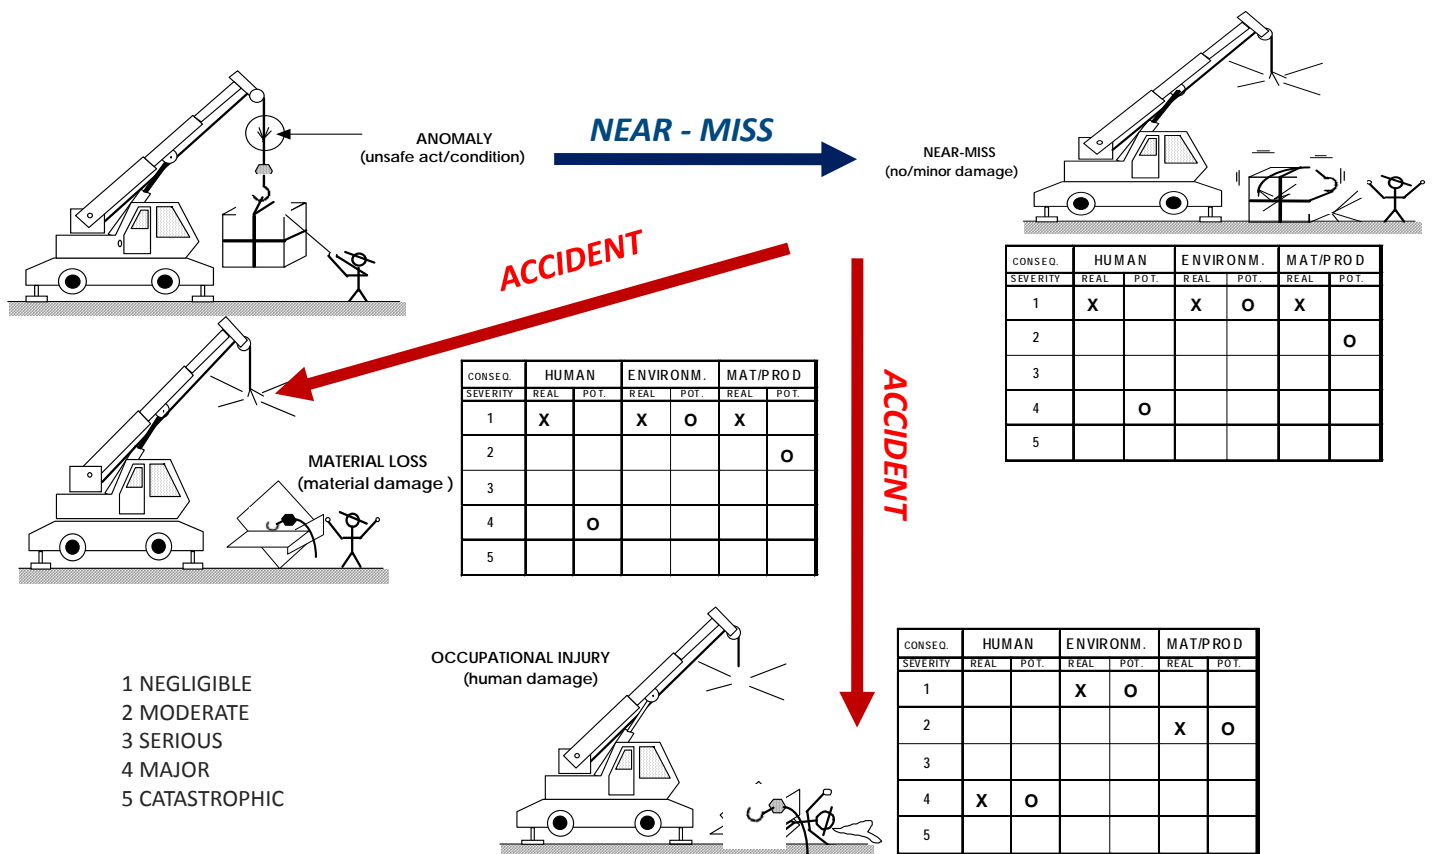 ANOMALY
(unsafe act/condition)
NEAR - MISS
NEAR-MISS
(no/minor damage)
CONSEQ. HUMAN ENVIRONM. MAT/PROD
SEVERITY REAL POT. REAL POT. REAL POT.
1 X X O X
2 O
3
4 O
5
ACCIDENT
ACCIDENT
MATERIAL LOSS
(material damage )
CONSEQ. HUMAN ENVIRONM. MAT/PROD
SEVERITY REAL POT. REAL POT. REAL POT.
1 X X O X
2 O
3
4 O
5
OCCUPATIONAL INJURY
(human damage)
CONSEQ. HUMAN ENVIRONM. MAT/PROD
SEVERITY REAL POT. REAL POT. REAL POT.
1 X O
2 X O
3
4 X O
5
1 NEGLIGIBLE
2 MODERATE
3 SERIOUS
4 MAJOR
5 CATASTROPHIC